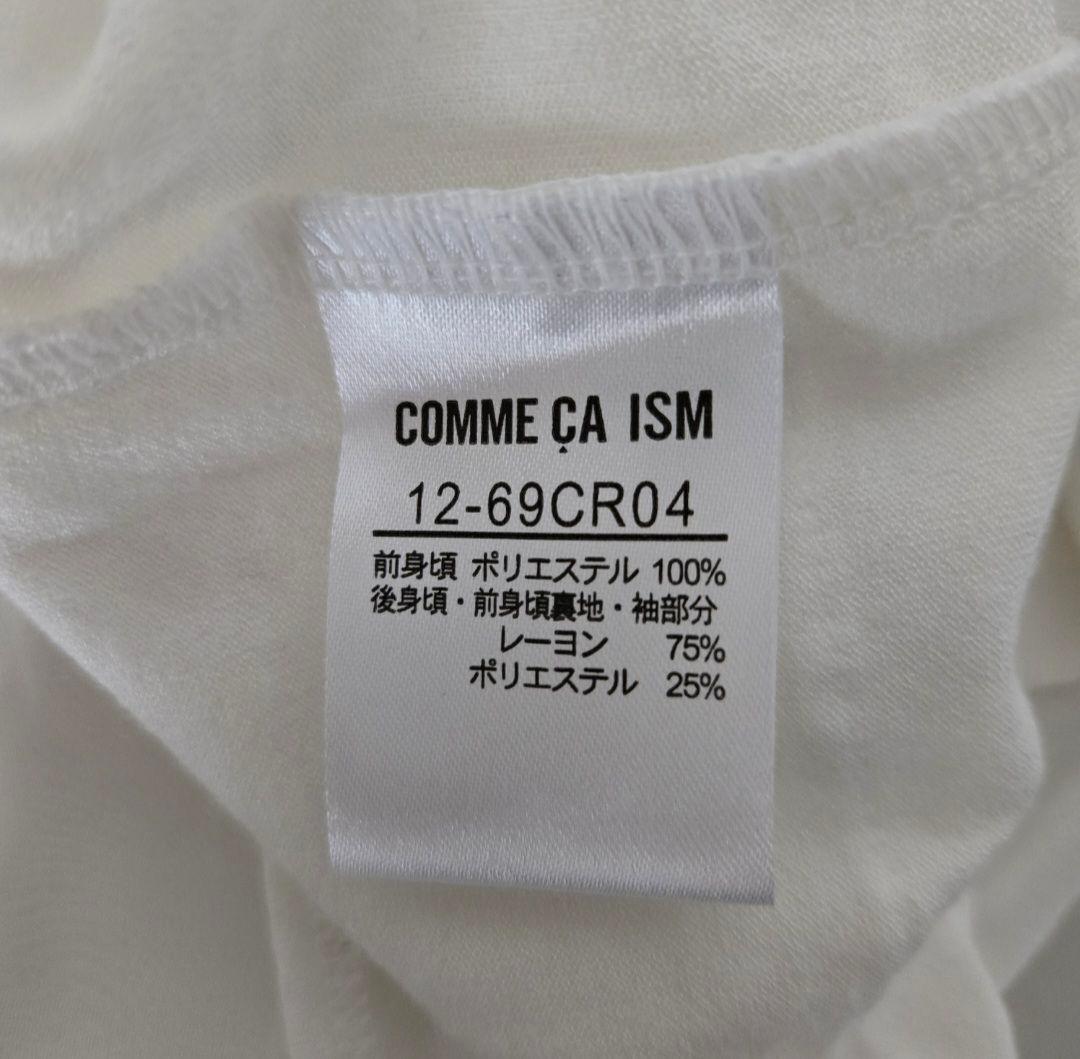 COMME ÇA ISM
12-69CR04
前身頃 ポリエステル 100%
後身頃・前身頃裏地・袖部分
レーヨン 75%
ポリエステル 25%